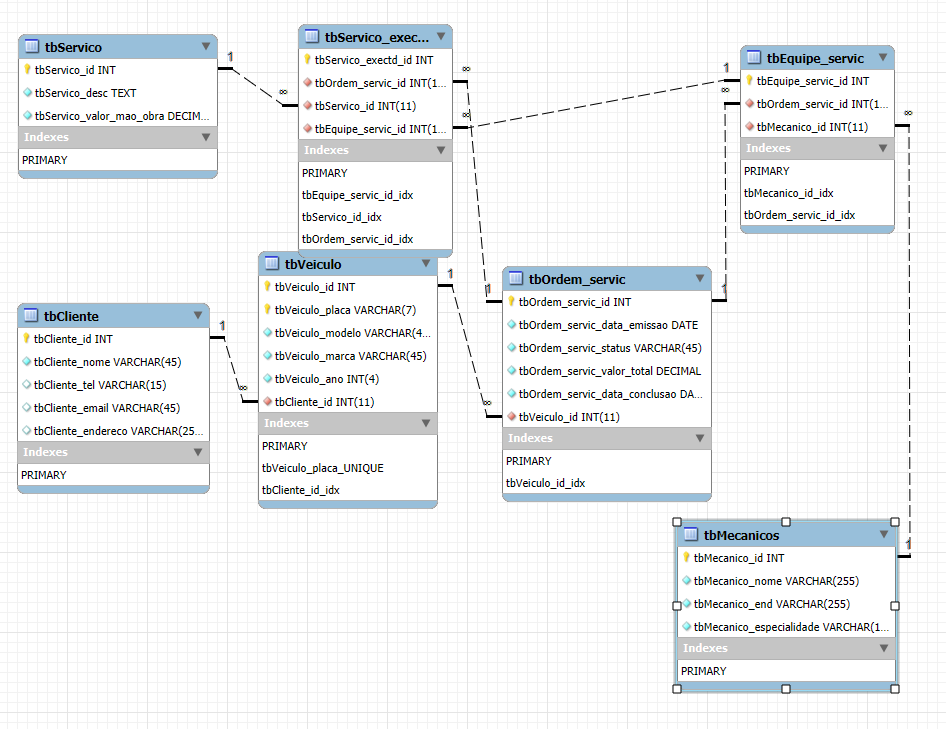 tbServico
tbServico_id INT
tbServico_desc TEXT
tbServico_valor_mao_obra DECIM...
Indexes
PRIMARY
1
∞
tbServico_exec...
tbServico_exectd_id INT
tbOrdem_servic_id INT(1...
tbServico_id INT(11)
tbEquipe_servic_id INT(1...
Indexes
PRIMARY
tbEquipe_servic_id_idx
tbServico_id_idx
tbOrdem_servic_id_idx
∞
∞
1
∞
tbEquipe_servic
tbEquipe_servic_id INT
tbOrdem_servic_id INT(1...
tbMecanico_id INT(11)
Indexes
PRIMARY
tbMecanico_id_idx
tbOrdem_servic_id_idx
∞
tbCliente
tbCliente_id INT
tbCliente_nome VARCHAR(45)
tbCliente_tel VARCHAR(15)
tbCliente_email VARCHAR(45)
tbCliente_endereco VARCHAR(25...
Indexes
PRIMARY
1
∞
tbVeiculo
tbVeiculo_id INT
tbVeiculo_placa VARCHAR(7)
tbVeiculo_modelo VARCHAR(4...
tbVeiculo_marca VARCHAR(45)
tbVeiculo_ano INT(4)
tbCliente_id INT(11)
Indexes
PRIMARY
tbVeiculo_placa_UNIQUE
tbCliente_id_idx
1
1
∞
tbOrdem_servic
tbOrdem_servic_id INT
tbOrdem_servic_data_emissao DATE
tbOrdem_servic_status VARCHAR(45)
tbOrdem_servic_valor_total DECIMAL
tbOrdem_servic_data_conclusao DA...
tbVeiculo_id INT(11)
Indexes
PRIMARY
tbVeiculo_id_idx
1
tbMecanicos
tbMecanico_id INT
tbMecanico_nome VARCHAR(255)
tbMecanico_end VARCHAR(255)
tbMecanico_especialidade VARCHAR(1...
Indexes
PRIMARY
1